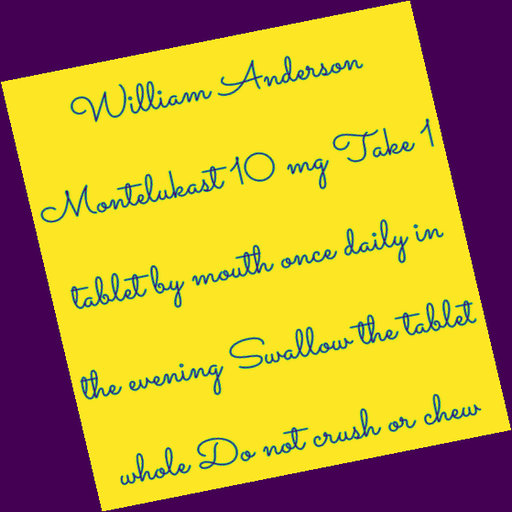 William Anderson
Montelukast 10 mg Take 1
tablet by mouth once daily in
the evening Swallow the tablet
whole Do not crush or chew